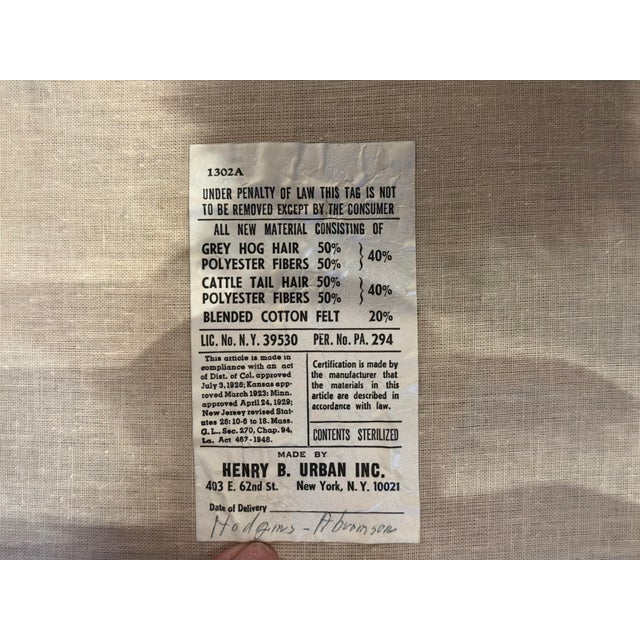 1302A
UNDER PENALTY OF LAW THIS TAG IS NOT
TO BE REMOVED EXCEPT BY THE CONSUMER
ALL NEW MATERIAL CONSISTING OF
GREY HOG HAIR 50%
POLYESTER FIBERS 50% } 40%
CATTLE TAIL HAIR 50%
POLYESTER FIBERS 50% } 40%
BLENDED COTTON FELT 20%
LIC. No. N.Y. 39530 PER. No. PA. 294
This article is made in
compliance with an act
of Dist. of Col. approved
July 3, 1926; Kansas app-
roved March 1923; Minn.
approved April 24, 1929;
New Jersey revised Stat-
utes 26: 10-6 to 18. Mass.
G. L., Sec. 270, Chap. 94,
La. Act 467-1948.
Certification is made by
the manufacturer that
the materials in this
article are described in
accordance with law.
CONTENTS STERILIZED
MADE BY
HENRY B. URBAN INC.
403 E. 62nd St. New York, N.Y. 10021
Date of Delivery
Hodgins - Abramson